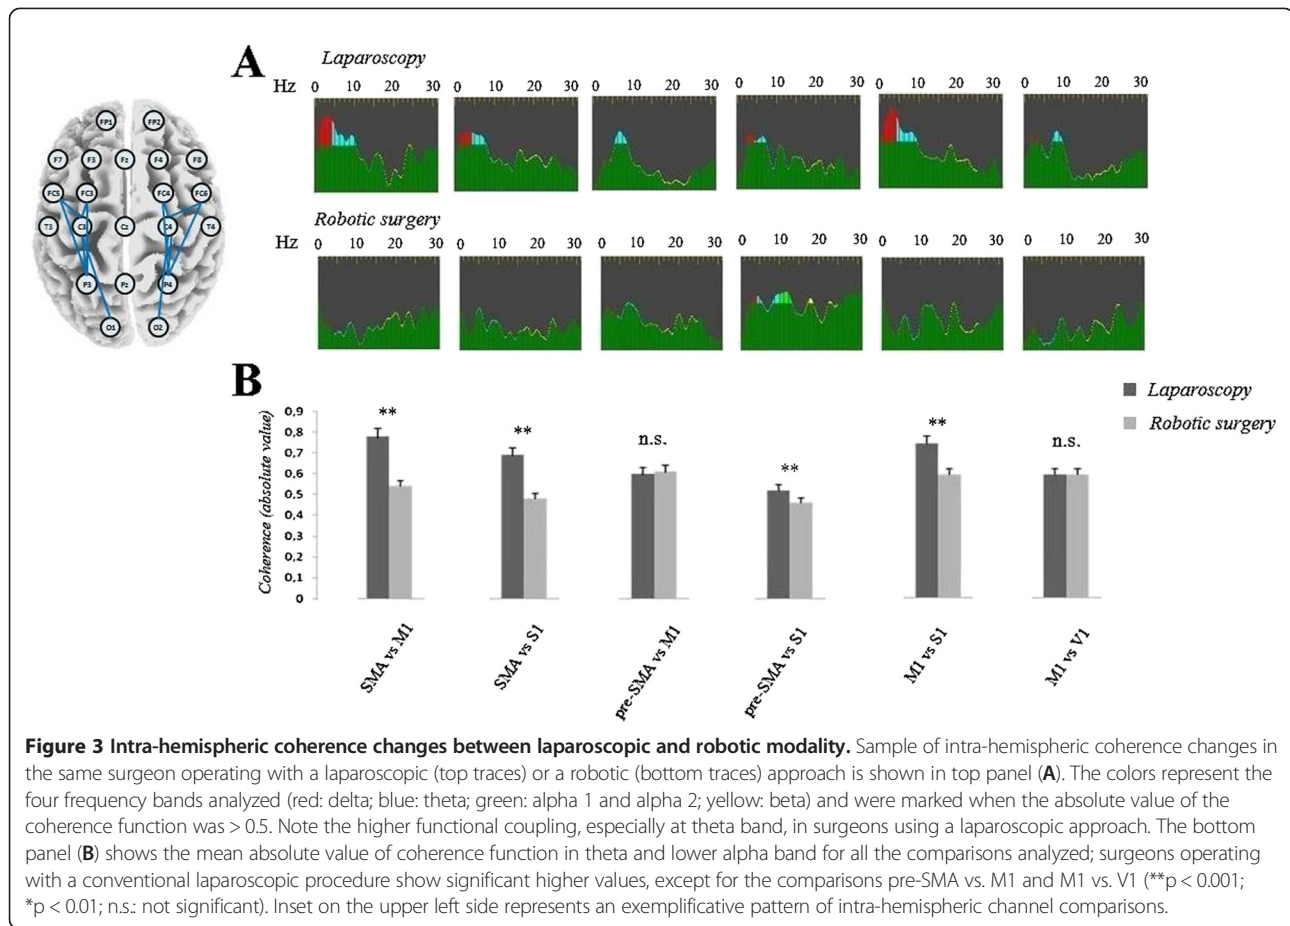 A
Laparoscopy
Hz 0 10 20 30 0 10 20 30 0 10 20 30 0 10 20 30 0 10 20 30 0 10 20 30
FP1 FP2
F7 F3 Fz F4 F8
FC5 FC3 FC4 FC6
T3 C3 Cz C4 T4
P3 Pz P4
O1 O2
Robotic surgery
Hz 0 10 20 30 0 10 20 30 0 10 20 30 0 10 20 30 0 10 20 30 0 10 20 30
B
Laparoscopy
Robotic surgery
Coherence (absolute value)
0,9
0,8
0,7
0,6
0,5
0,4
0,3
0,2
0,1
0
** ** n.s. ** ** n.s.
SMA vs M1
SMA vs S1
pre-SMA vs M1
pre-SMA vs S1
M1 vs S1
M1 vs V1
Figure 3 Intra-hemispheric coherence changes between laparoscopic and robotic modality. Sample of intra-hemispheric coherence changes in
the same surgeon operating with a laparoscopic (top traces) or a robotic (bottom traces) approach is shown in top panel (A). The colors represent the
four frequency bands analyzed (red: delta; blue: theta; green: alpha 1 and alpha 2; yellow: beta) and were marked when the absolute value of the
coherence function was > 0.5. Note the higher functional coupling, especially at theta band, in surgeons using a laparoscopic approach. The bottom
panel (B) shows the mean absolute value of coherence function in theta and lower alpha band for all the comparisons analyzed; surgeons operating
with a conventional laparoscopic procedure show significant higher values, except for the comparisons pre-SMA vs. M1 and M1 vs. V1 (**p < 0.001;
*p < 0.01; n.s.: not significant). Inset on the upper left side represents an exemplificative pattern of intra-hemispheric channel comparisons.